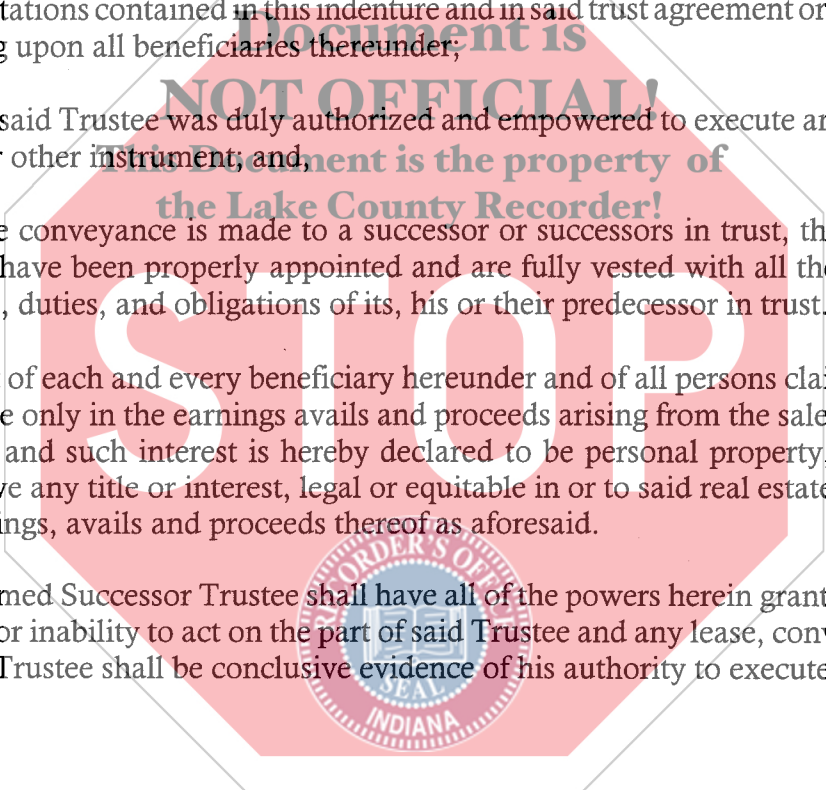 tations contained in this indenture and in said trust agreement or
Document is
g upon all beneficiaries thereunder;
NOT OFFICIAL!
said Trustee was duly authorized and empowered to execute an
r other instrument; and,
This Document is the property of
the Lake County Recorder!
e conveyance is made to a successor or successors in trust, th
have been properly appointed and are fully vested with all the
, duties, and obligations of its, his or their predecessor in trust.
STOP
t of each and every beneficiary hereunder and of all persons clai
e only in the earnings avails and proceeds arising from the sale
and such interest is hereby declared to be personal property,
ve any title or interest, legal or equitable in or to said real estate
ings, avails and proceeds thereof as aforesaid.
RECORDER'S OFFICE
med Successor Trustee shall have all of the powers herein grant
or inability to act on the part of said Trustee and any lease, conv
Trustee shall be conclusive evidence of his authority to execute
SEAL
INDIANA